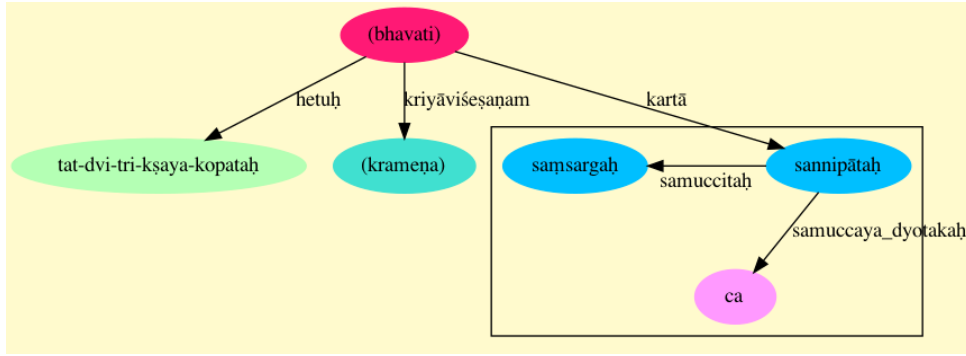 (bhavati)
hetuḥ kriyāviśeṣaṇam kartā
tat-dvi-tri-kṣaya-kopataḥ (krameṇa) saṃsargaḥ sannipātaḥ
samuccitaḥ
samuccaya_dyotakaḥ
ca